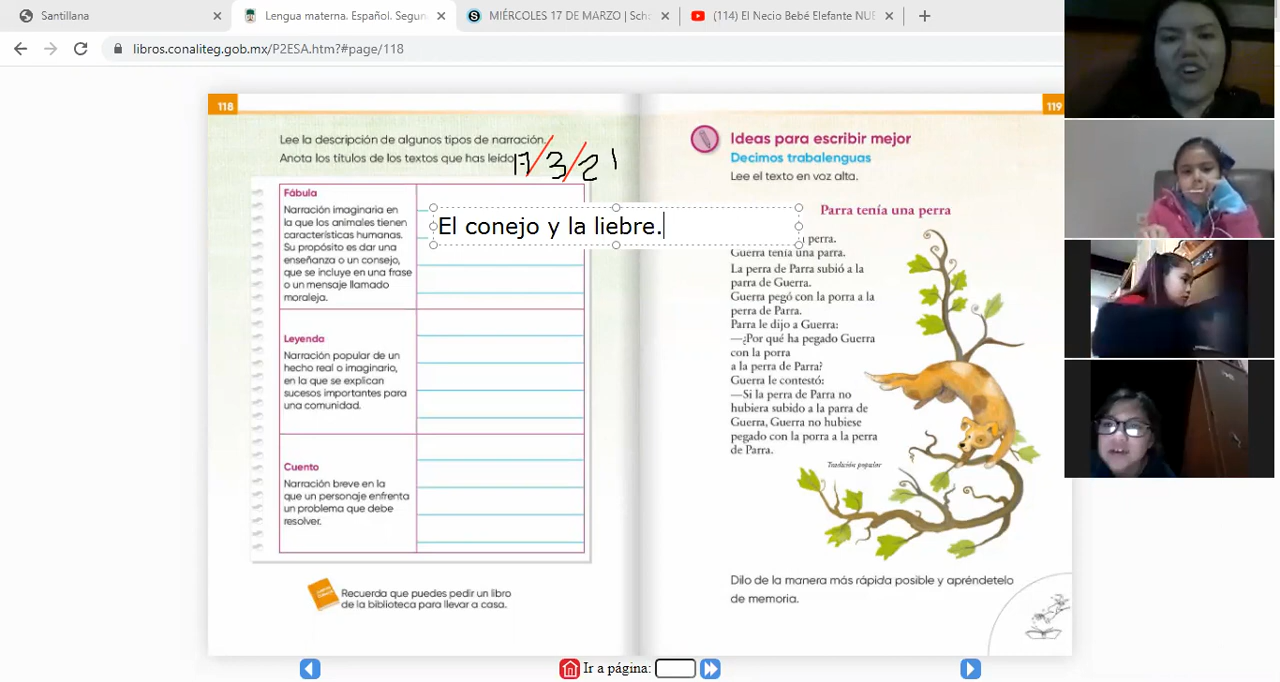 Santillana
Lengua materna. Español. Segun
MIÉRCOLES 17 DE MARZO | Sch
(114) El Necio Bebé Elefante NUE
libros.conaliteg.gob.mx/P2ESA.htm?#page/118
118
Lee la descripción de algunos tipos de narración.
Anota los títulos de los textos que has leído
17/3/21
Fábula
Narración imaginaria en
la que los animales tienen
características humanas.
Su propósito es dar una
enseñanza o un consejo,
que se incluye en una frase
o un mensaje llamado
moraleja.
El conejo y la liebre.
Leyenda
Narración popular de un
hecho real o imaginario,
en la que se explican
sucesos importantes para
una comunidad.
Cuento
Narración breve en la
que un personaje enfrenta
un problema que debe
resolver.
Recuerda que puedes pedir un libro
de la biblioteca para llevar a casa.
119
Ideas para escribir mejor
Decimos trabalenguas
Lee el texto en voz alta.
Parra tenía una perra
perra.
Guerra tenía una parra.
La perra de Parra subió a la
parra de Guerra.
Guerra pegó con la porra a la
perra de Parra.
Parra le dijo a Guerra:
—¿Por qué ha pegado Guerra
con la porra
a la perra de Parra?
Guerra le contestó:
—Si la perra de Parra no
hubiera subido a la parra de
Guerra, Guerra no hubiese
pegado con la porra a la perra
de Parra.
Tradición popular
Dilo de la manera más rápida posible y apréndetelo
de memoria.
Ir a página: